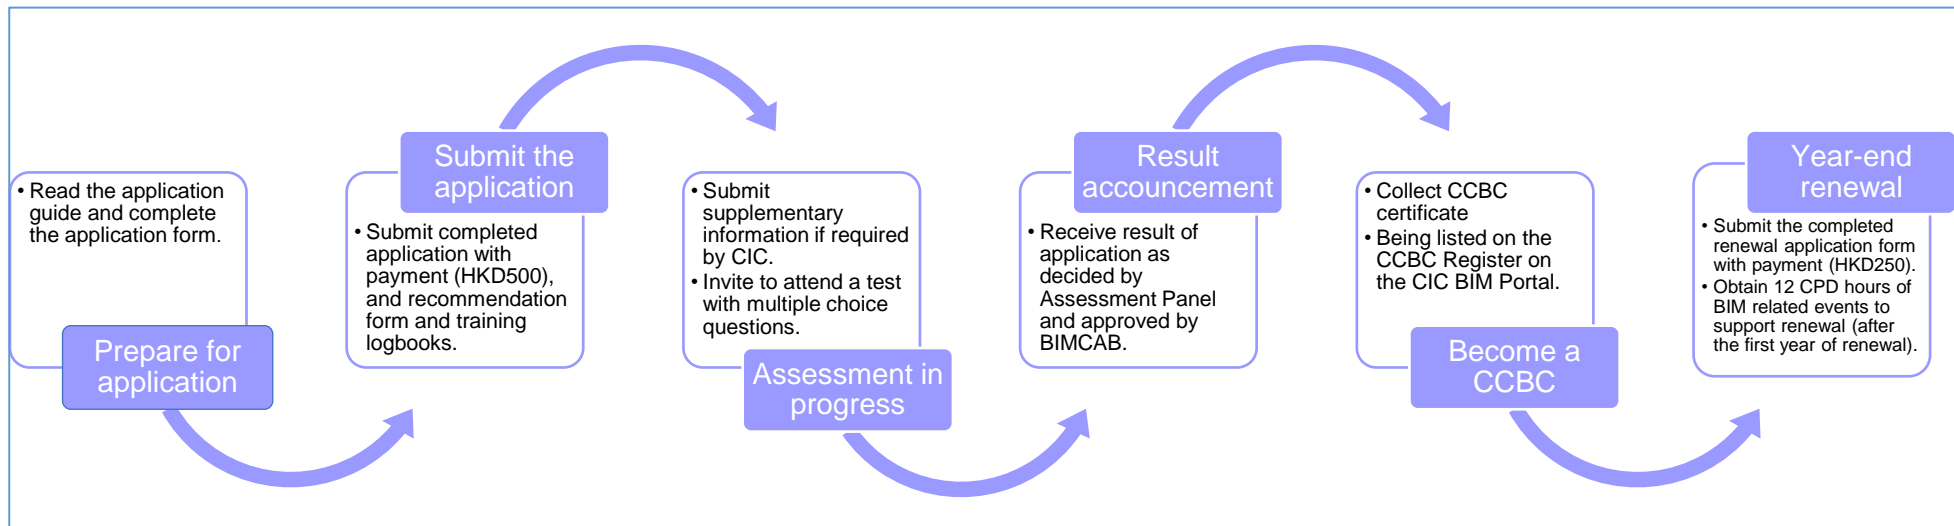 • Read the application
guide and complete
the application form.
Prepare for
application
Submit the
application
• Submit completed
application with
payment (HKD500),
and recommendation
form and training
logbooks.
• Submit
supplementary
information if required
by CIC.
• Invite to attend a test
with multiple choice
questions.
Assessment in
progress
Result
accouncement
• Receive result of
application as
decided by
Assessment Panel
and approved by
BIMCAB.
• Collect CCBC
certificate
• Being listed on the
CCBC Register on
the CIC BIM Portal.
Become a
CCBC
Year-end
renewal
• Submit the completed
renewal application form
with payment (HKD250).
• Obtain 12 CPD hours of
BIM related events to
support renewal (after
the first year of renewal).